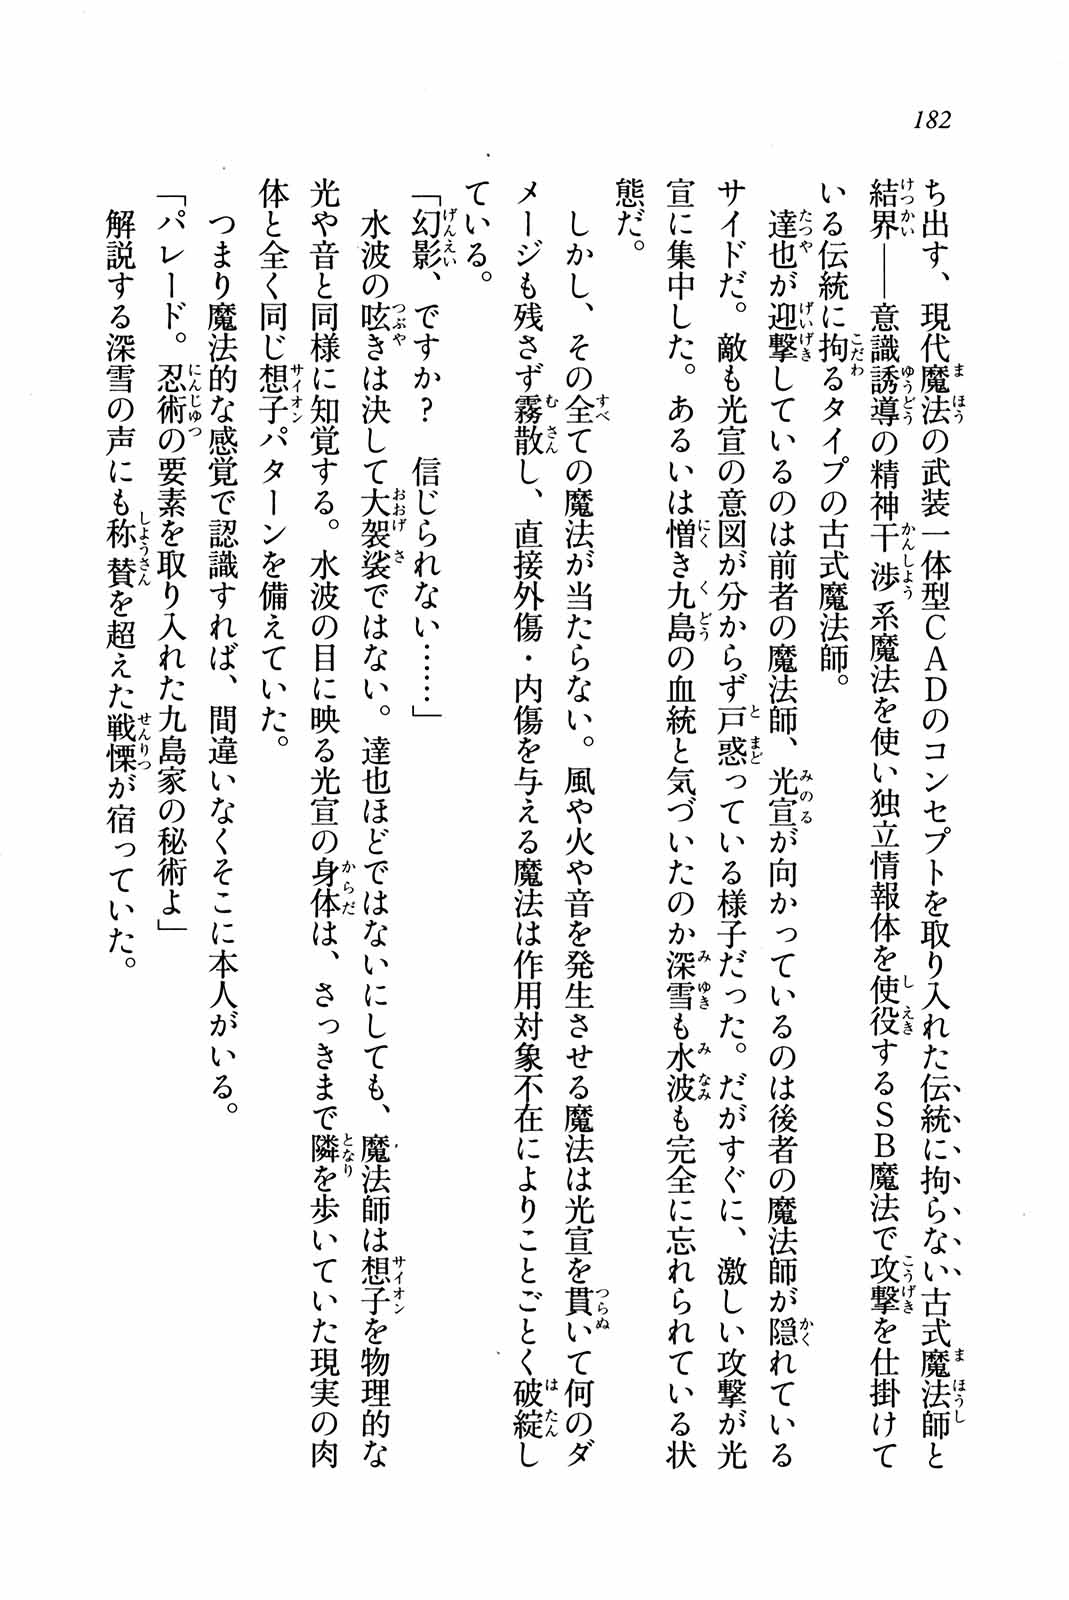 182
ち出す、現代魔法の武装一体型ＣＡＤのコンセプトを取り入れた伝統に拘らない古式魔法師と
結界――意識誘導の精神干渉系魔法を使い独立情報体を使役するＳＢ魔法で攻撃を仕掛けて
いる伝統に拘るタイプの古式魔法師。
　達也が迎撃しているのは前者の魔法師、光宣が向かっているのは後者の魔法師が隠れている
サイドだ。敵も光宣の意図が分からず戸惑っている様子だった。だがすぐに、激しい攻撃が光
宣に集中した。あるいは憎き九島の血統と気づいたのか深雪も水波も完全に忘れられている状
態だ。
　しかし、その全ての魔法が当たらない。風や火や音を発生させる魔法は光宣を貫いて何のダ
メージも残さず霧散し、直接外傷・内傷を与える魔法は作用対象不在によりことごとく破綻し
ている。
「幻影、ですか？　信じられない……」
　水波の呟きは決して大袈裟ではない。達也ほどではないにしても、魔法師は想子を物理的な
光や音と同様に知覚する。水波の目に映る光宣の身体は、さっきまで隣を歩いていた現実の肉
体と全く同じ想子パターンを備えていた。
　つまり魔法的な感覚で認識すれば、間違いなくそこに本人がいる。
「パレード。忍術の要素を取り入れた九島家の秘術よ」
　解説する深雪の声にも称賛を超えた戦慄が宿っていた。